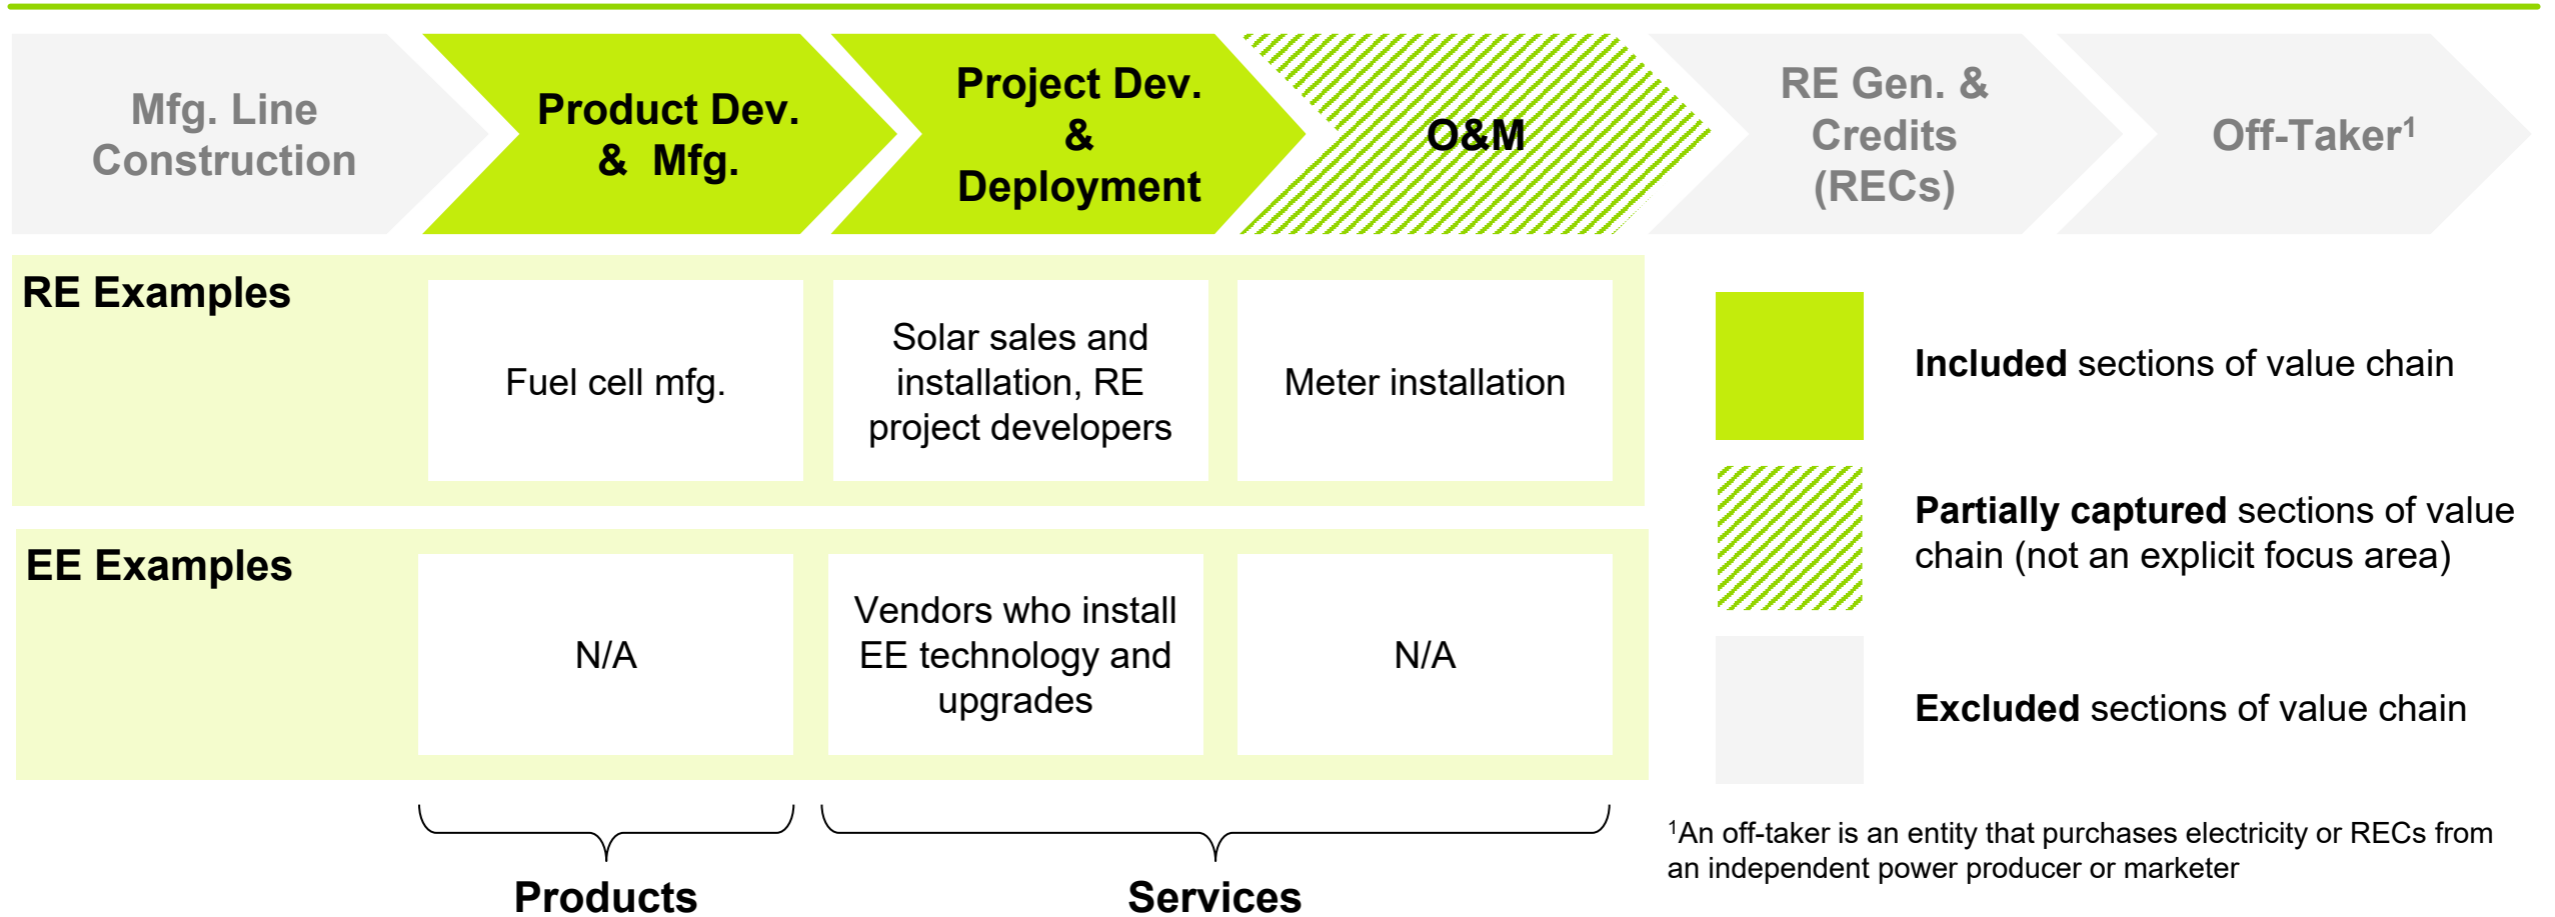 Mfg. Line
Construction
Product Dev.
& Mfg.
Project Dev.
&
Deployment
O&M
RE Gen. &
Credits
(RECs)
Off-Taker¹
RE Examples
Fuel cell mfg.
Solar sales and
installation, RE
project developers
Meter installation
EE Examples
N/A
Vendors who install
EE technology and
upgrades
N/A
Products
Services
Included sections of value chain
Partially captured sections of value
chain (not an explicit focus area)
Excluded sections of value chain
¹An off-taker is an entity that purchases electricity or RECs from
an independent power producer or marketer